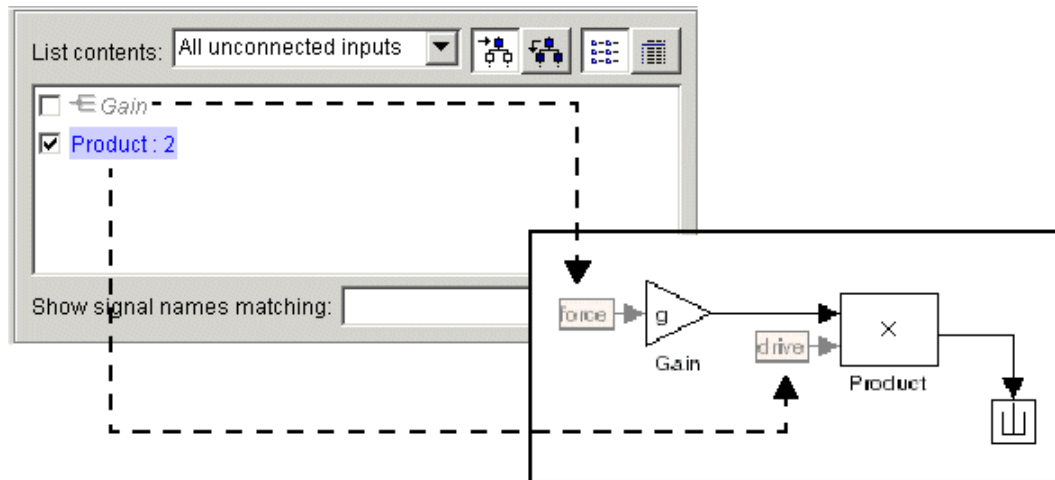 List contents: All unconnected inputs
Gain
Product : 2
Show signal names matching:
force
g
Gain
drive
×
Product